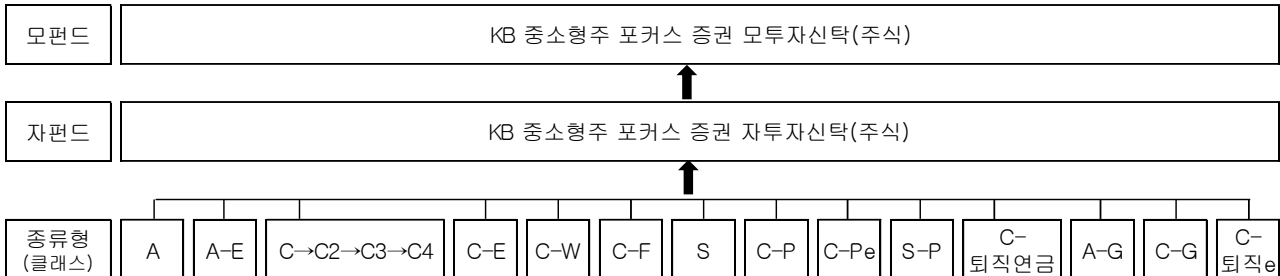 모펀드
KB 중소형주 포커스 증권 모투자신탁(주식)
자펀드
KB 중소형주 포커스 증권 자투자신탁(주식)
종류형
(클래스)
A
A-E
C→C2→C3→C4
C-E
C-W
C-F
S
C-P
C-Pe
S-P
C-
퇴직연금
A-G
C-G
C-
퇴직e